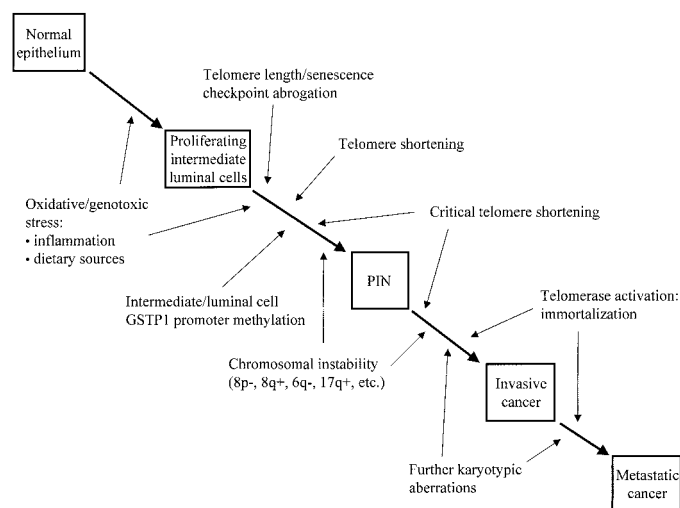 Normal
epithelium
Telomere length/senescence
checkpoint abrogation
Proliferating
intermediate
luminal cells
Telomere shortening
Oxidative/genotoxic
stress:
• inflammation
• dietary sources
Critical telomere shortening
PIN
Intermediate/luminal cell
GSTP1 promoter methylation
Telomerase activation:
immortalization
Chromosomal instability
(8p-, 8q+, 6q-, 17q+, etc.)
Invasive
cancer
Further karyotypic
aberrations
Metastatic
cancer